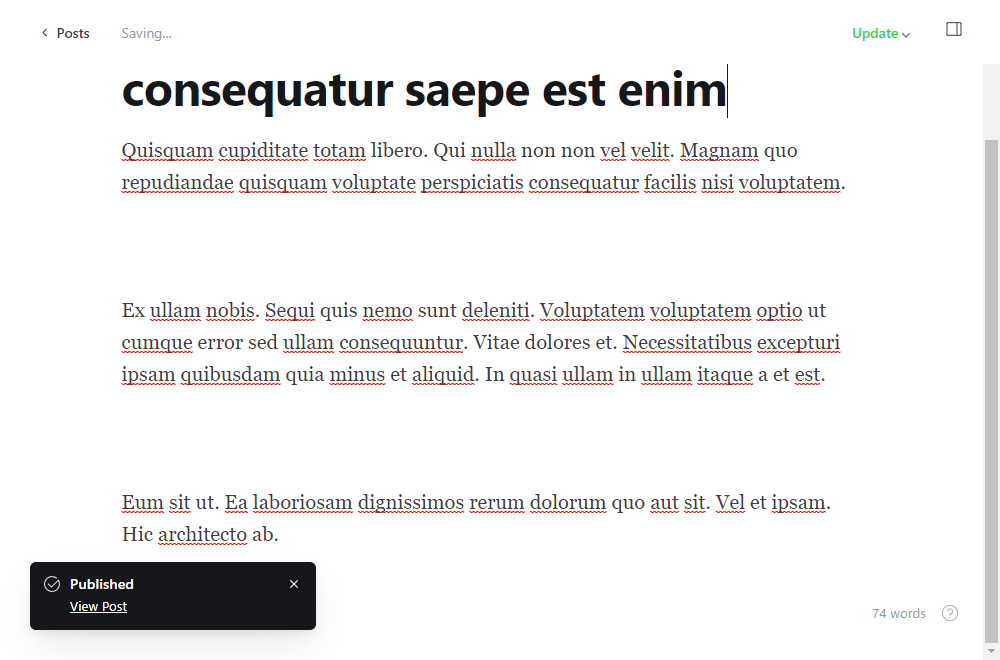 Posts
Saving...
Update
consequatur saepe est enim
Quisquam cupiditate totam libero. Qui nulla non non vel velit. Magnam quo
repudiandae quisquam voluptate perspiciatis consequatur facilis nisi voluptatem.
Ex ullam nobis. Sequi quis nemo sunt deleniti. Voluptatem voluptatem optio ut
cumque error sed ullam consequuntur. Vitae dolores et. Necessitatibus excepturi
ipsam quibusdam quia minus et aliquid. In quasi ullam in ullam itaque a et est.
Eum sit ut. Ea laboriosam dignissimos rerum dolorum quo aut sit. Vel et ipsam.
Hic architecto ab.
Published
View Post
74 words